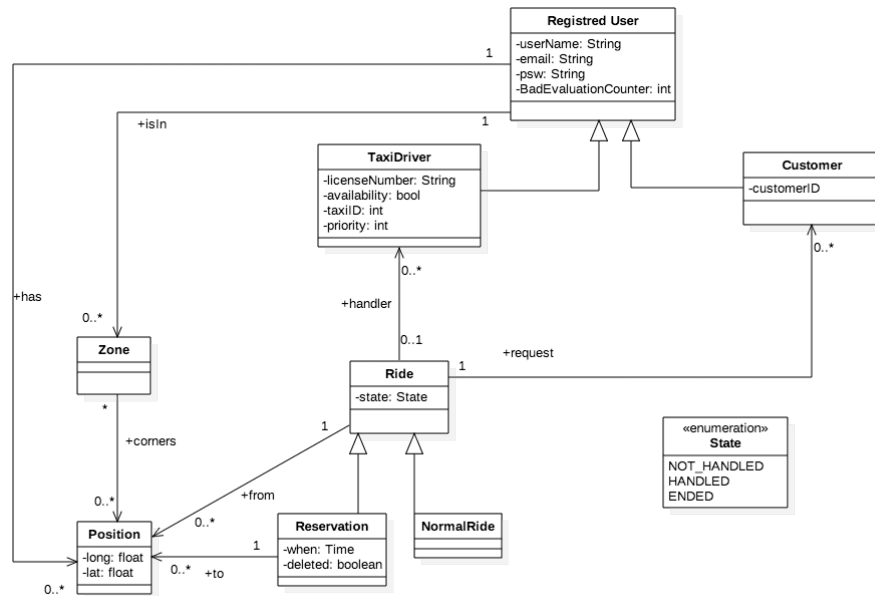 Registred User
-userName: String
-email: String
-psw: String
-BadEvaluationCounter: int
1
1
+isIn
TaxiDriver
-licenseNumber: String
-availability: bool
-taxiID: int
-priority: int
Customer
-customerID
0..*
0..*
+has
+handler
0..*
0..1
+request
1
Zone
Ride
-state: State
*
+corners
1
«enumeration»
State
NOT_HANDLED
HANDLED
ENDED
+from
0..*
0..*
Position
-long: float
-lat: float
0..*
0..*
+to
1
Reservation
-when: Time
-deleted: boolean
NormalRide